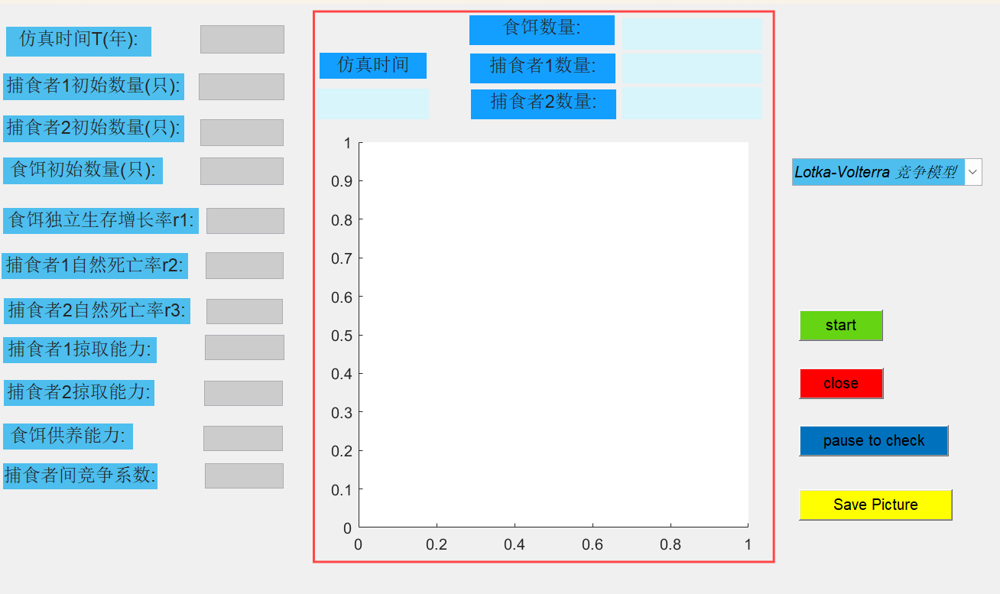 仿真时间T(年):
捕食者1初始数量(只):
捕食者2初始数量(只):
食饵初始数量(只):
食饵独立生存增长率r1:
捕食者1自然死亡率r2:
捕食者2自然死亡率r3:
捕食者1掠取能力:
捕食者2掠取能力:
食饵供养能力:
捕食者间竞争系数:
仿真时间
食饵数量:
捕食者1数量:
捕食者2数量:
1
0.9
0.8
0.7
0.6
0.5
0.4
0.3
0.2
0.1
0
0 0.2 0.4 0.6 0.8 1
Lotka-Volterra 竞争模型
start
close
pause to check
Save Picture